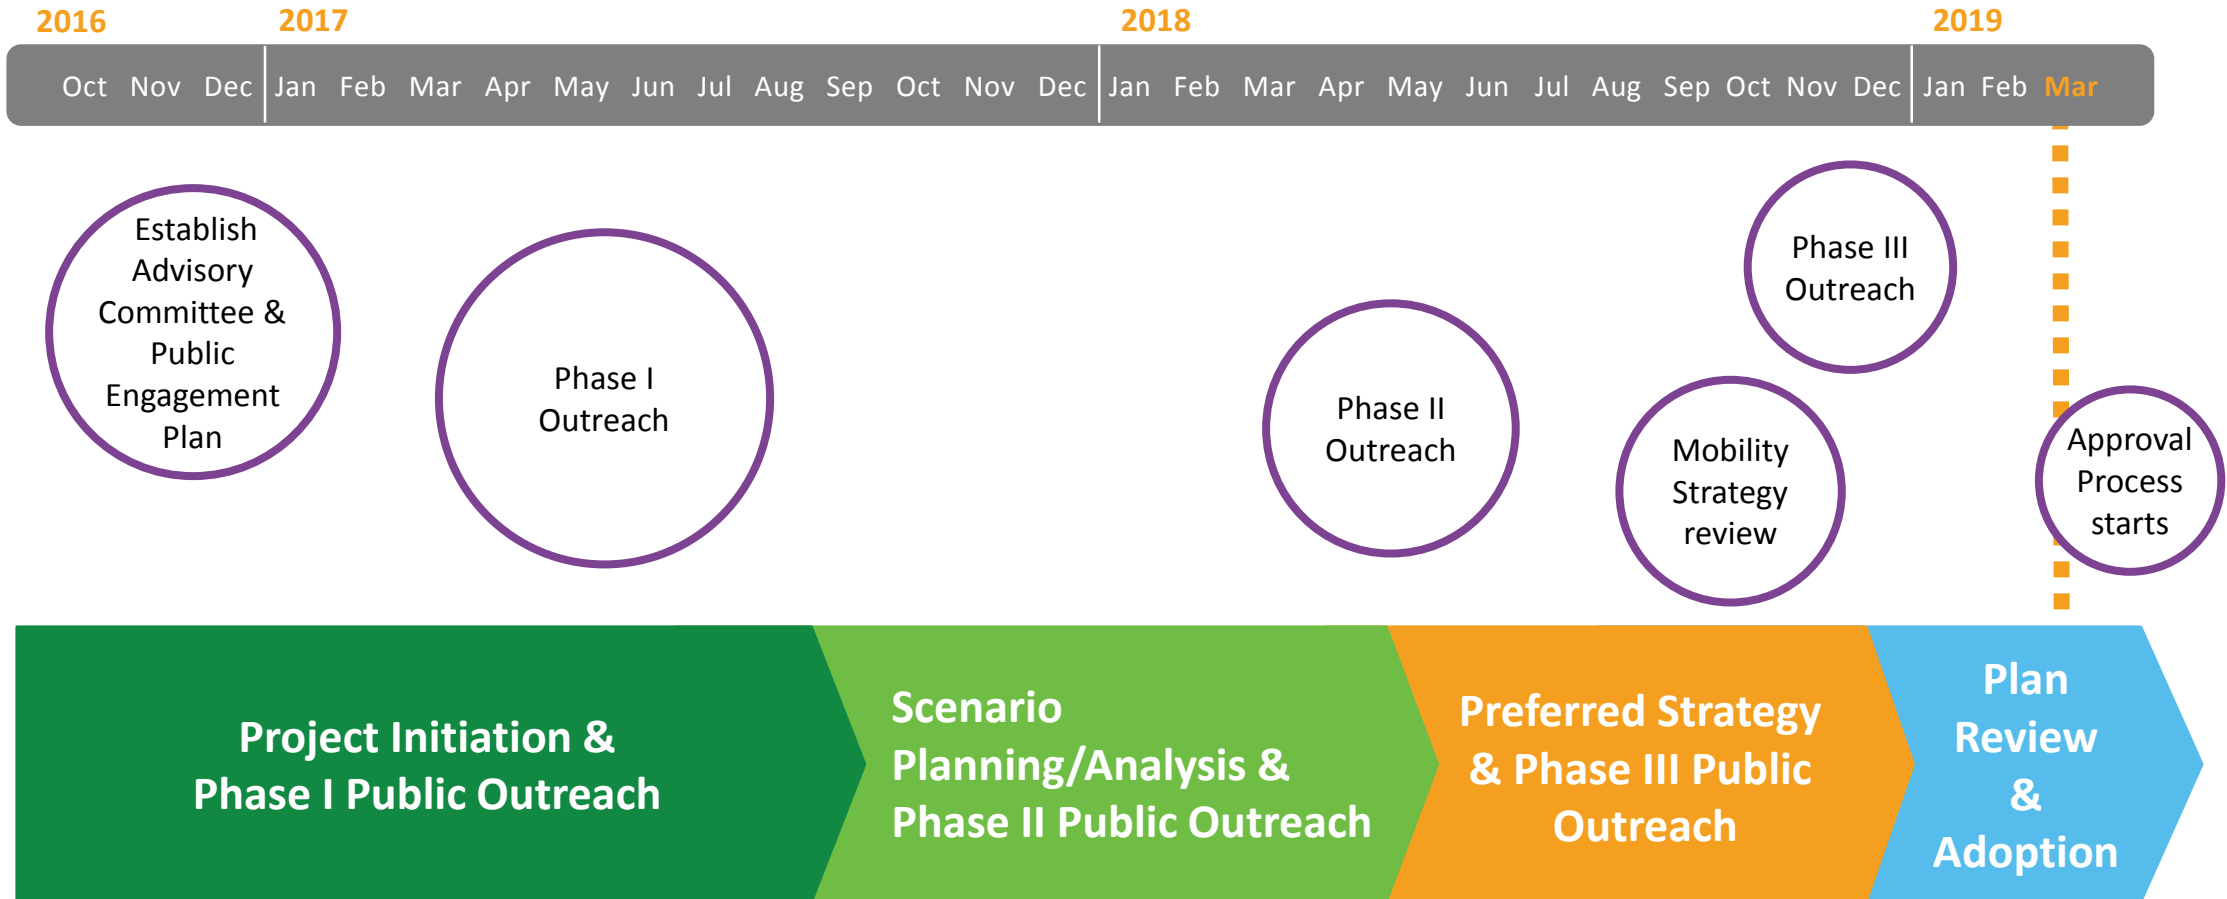 2016 2017 2018 2019
Oct Nov Dec Jan Feb Mar Apr May Jun Jul Aug Sep Oct Nov Dec Jan Feb Mar Apr May Jun Jul Aug Sep Oct Nov Dec Jan Feb Mar
Establish
Advisory
Committee &
Public
Engagement
Plan
Phase I
Outreach
Phase II
Outreach
Mobility
Strategy
review
Phase III
Outreach
Approval
Process
starts
Project Initiation &
Phase I Public Outreach
Scenario
Planning/Analysis &
Phase II Public Outreach
Preferred Strategy
& Phase III Public
Outreach
Plan
Review
&
Adoption